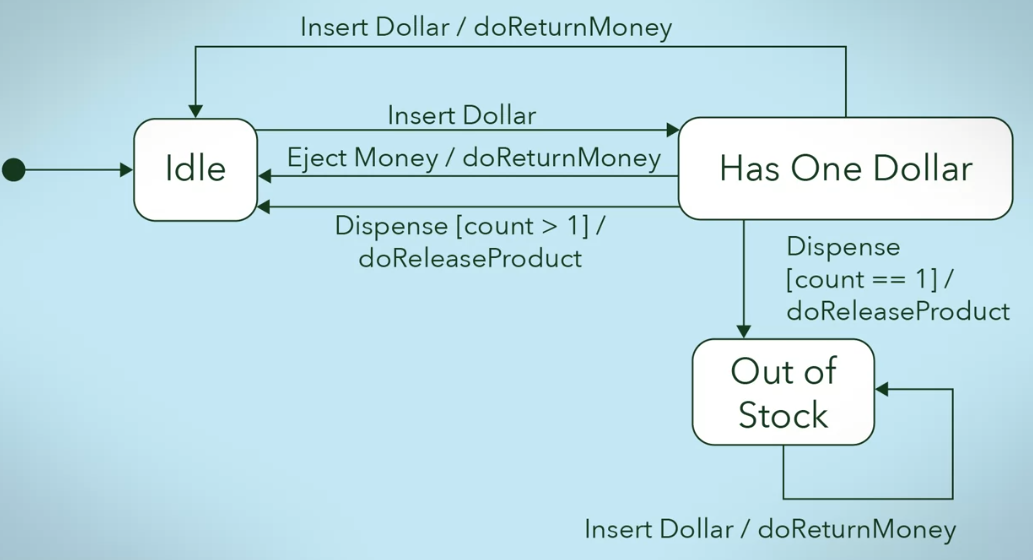 Insert Dollar / doReturnMoney
Insert Dollar
Idle
Eject Money / doReturnMoney
Has One Dollar
Dispense [count > 1] /
doReleaseProduct
Dispense
[count == 1] /
doReleaseProduct
Out of
Stock
Insert Dollar / doReturnMoney